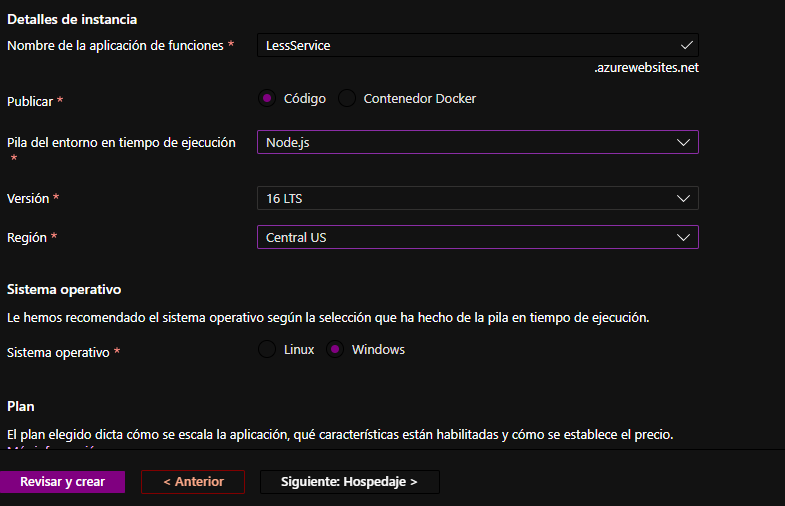 Detalles de instancia
Nombre de la aplicación de funciones *
LessService
.azurewebsites.net
Publicar *
Código
Contenedor Docker
Pila del entorno en tiempo de ejecución
*
Node.js
Versión *
16 LTS
Región *
Central US
Sistema operativo
Le hemos recomendado el sistema operativo según la selección que ha hecho de la pila en tiempo de ejecución.
Sistema operativo *
Linux
Windows
Plan
El plan elegido dicta cómo se escala la aplicación, qué características están habilitadas y cómo se establece el precio.
Revisar y crear
< Anterior
Siguiente: Hospedaje >